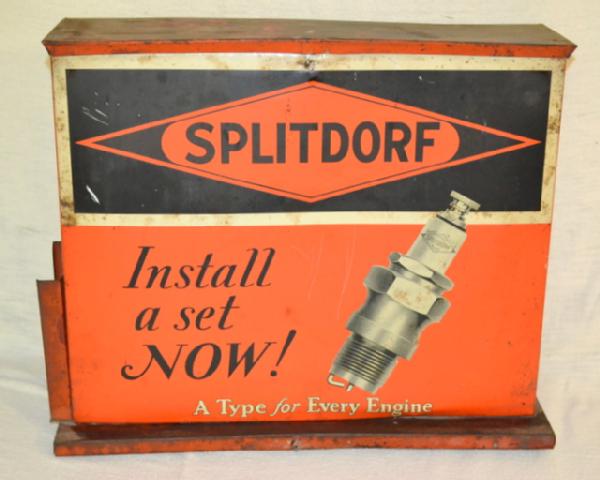 SPLITDORF
Install
a set
NOW!
A Type for Every Engine